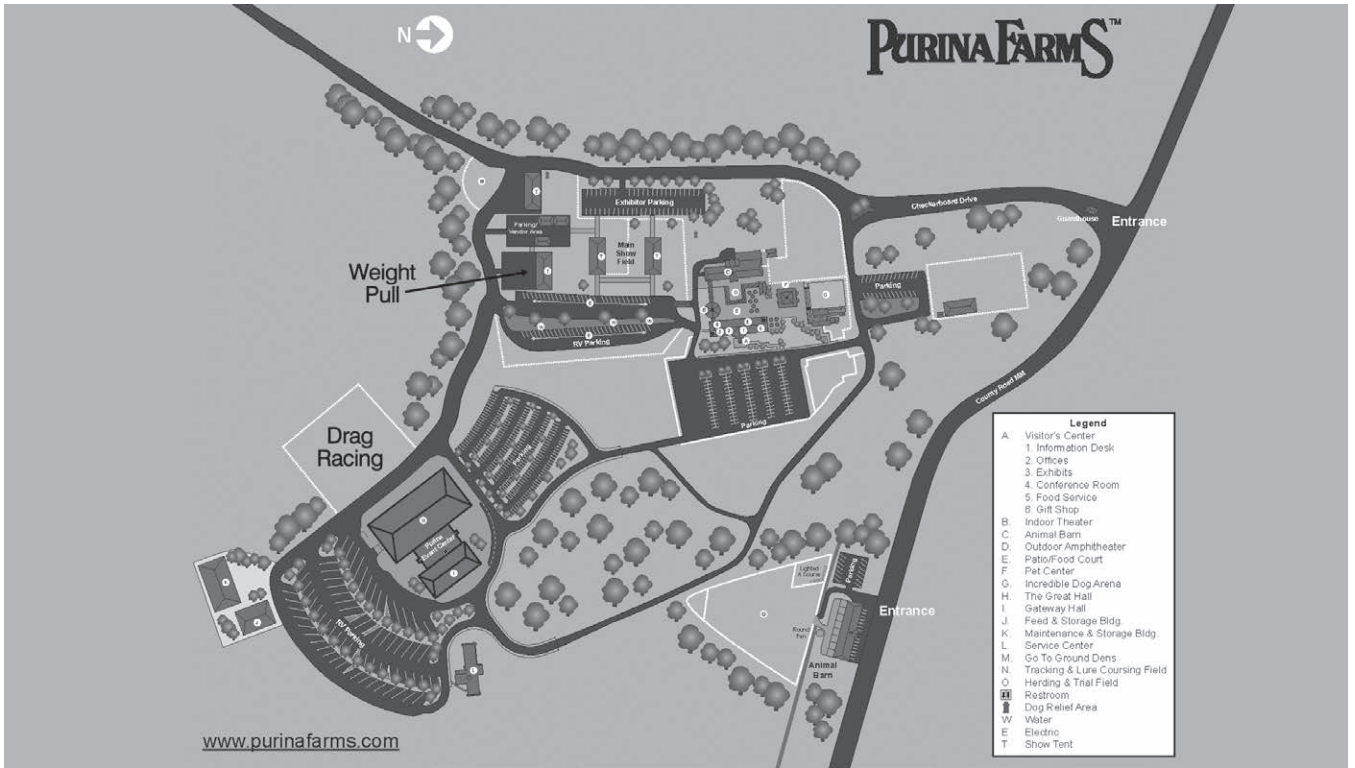 N
PURINA FARMS™
Exhibitor Parking
Checkerboard Drive
Guardhouse
Entrance
Parking/
Vendor Area
Main
Show
Field
Weight
Pull
Parking
RV Parking
County Road MM
Parking
Drag
Racing
Parking
Purina
Event Center
RV Parking
Lighted
A Course
Parking
Round
Pen
Entrance
Animal
Barn
www.purinafarms.com
Legend
A. Visitor's Center
1. Information Desk
2. Offices
3. Exhibits
4. Conference Room
5. Food Service
6. Gift Shop
B. Indoor Theater
C. Animal Barn
D. Outdoor Amphitheater
E. Patio/Food Court
F Pet Center
G. Incredible Dog Arena
H. The Great Hall
I. Gateway Hall
J. Feed & Storage Bldg.
K. Maintenance & Storage Bldg.
L. Service Center
M. Go To Ground Dens
N. Tracking & Lure Coursing Field
O Herding & Trial Field
Restroom
Dog Relief Area
W Water
E Electric
T Show Tent